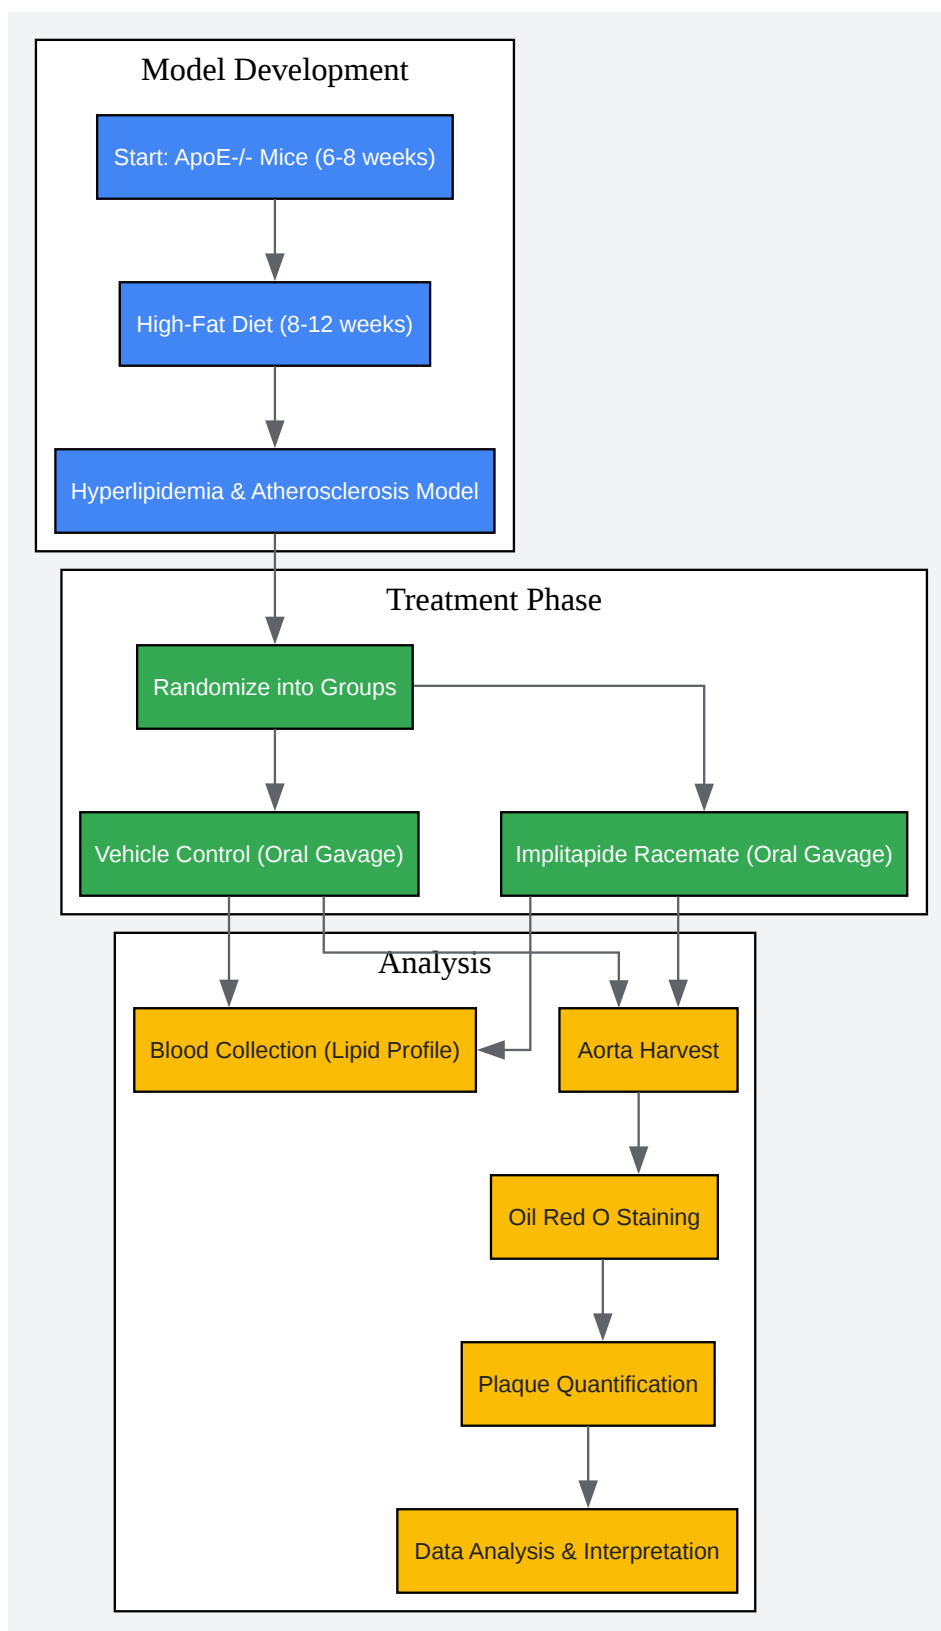 Model Development
Start: ApoE-/- Mice (6-8 weeks)
High-Fat Diet (8-12 weeks)
Hyperlipidemia & Atherosclerosis Model
Treatment Phase
Randomize into Groups
Vehicle Control (Oral Gavage)
Implitapide Racemate (Oral Gavage)
Analysis
Blood Collection (Lipid Profile)
Aorta Harvest
Oil Red O Staining
Plaque Quantification
Data Analysis & Interpretation